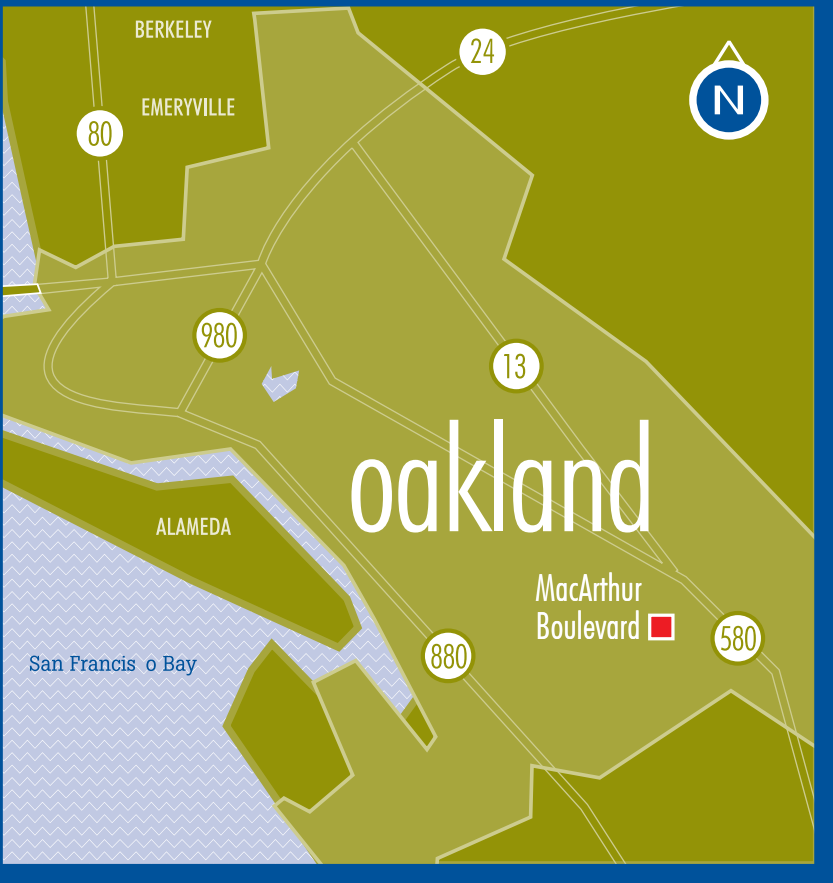 BERKELEY
24
N
EMERYVILLE
80
980
13
oakland
ALAMEDA
MacArthur
Boulevard
580
880
San Francis o Bay